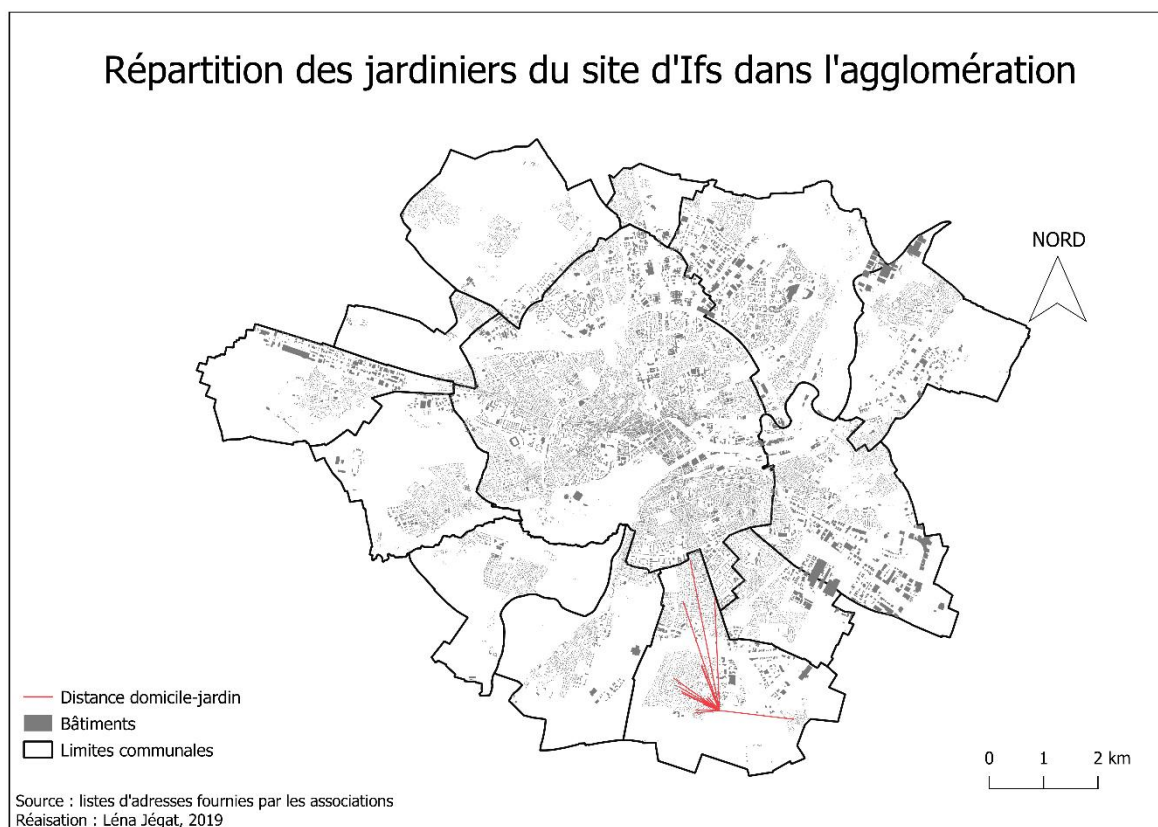 Répartition des jardiniers du site d'Ifs dans l'agglomération
NORD
Distance domicile-jardin
Bâtiments
Limites communales
0 1 2 km
Source : listes d'adresses fournies par les associations
Réaisation : Léna Jégat, 2019